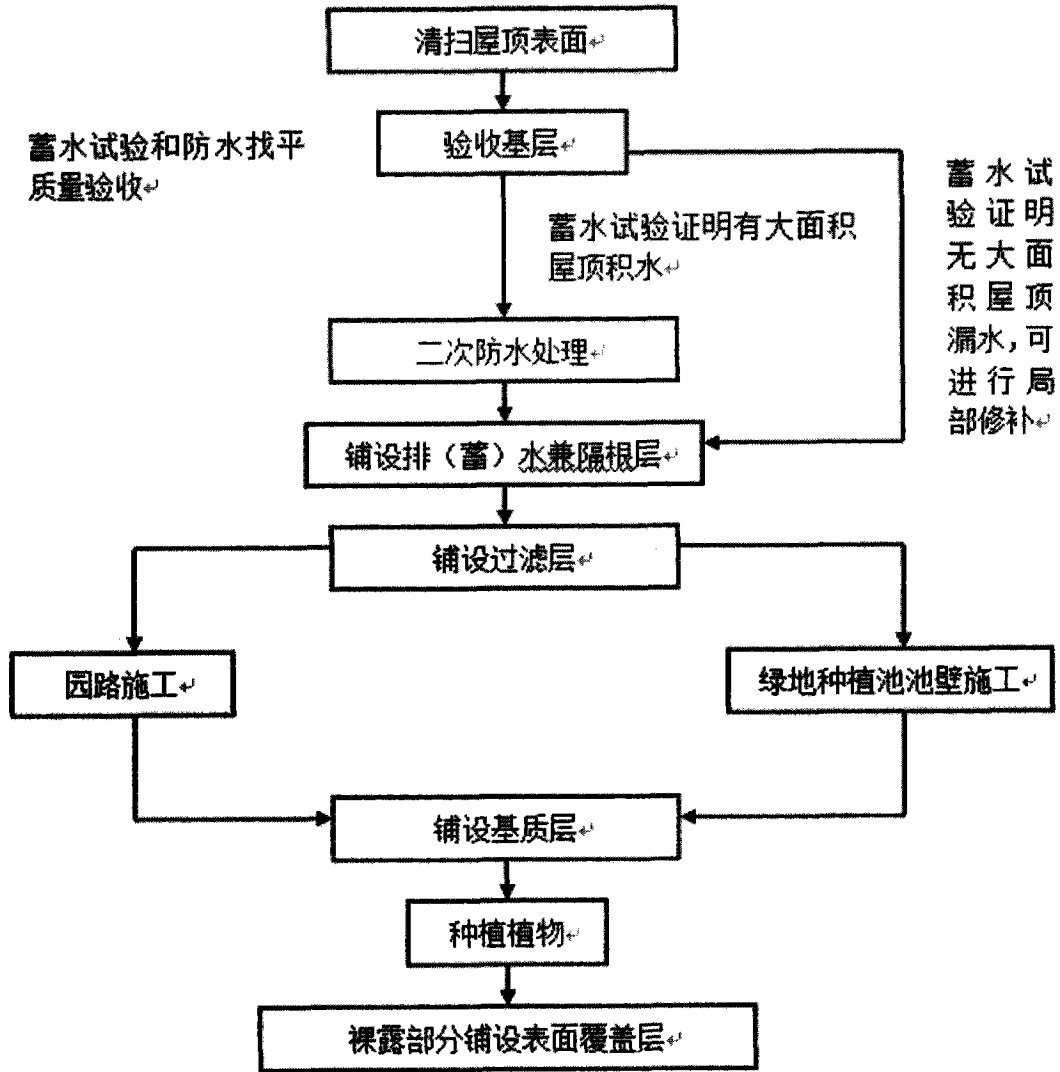 清扫屋顶表面
验收基层
蓄水试验和防水找平
质量验收
蓄水试验证明有大面积
屋顶积水
蓄水试
验证明
无大面
积屋顶
漏水，可
进行局
部修补
二次防水处理
铺设排（蓄）水兼隔根层
铺设过滤层
园路施工
绿地种植池池壁施工
铺设基质层
种植植物
裸露部分铺设表面覆盖层